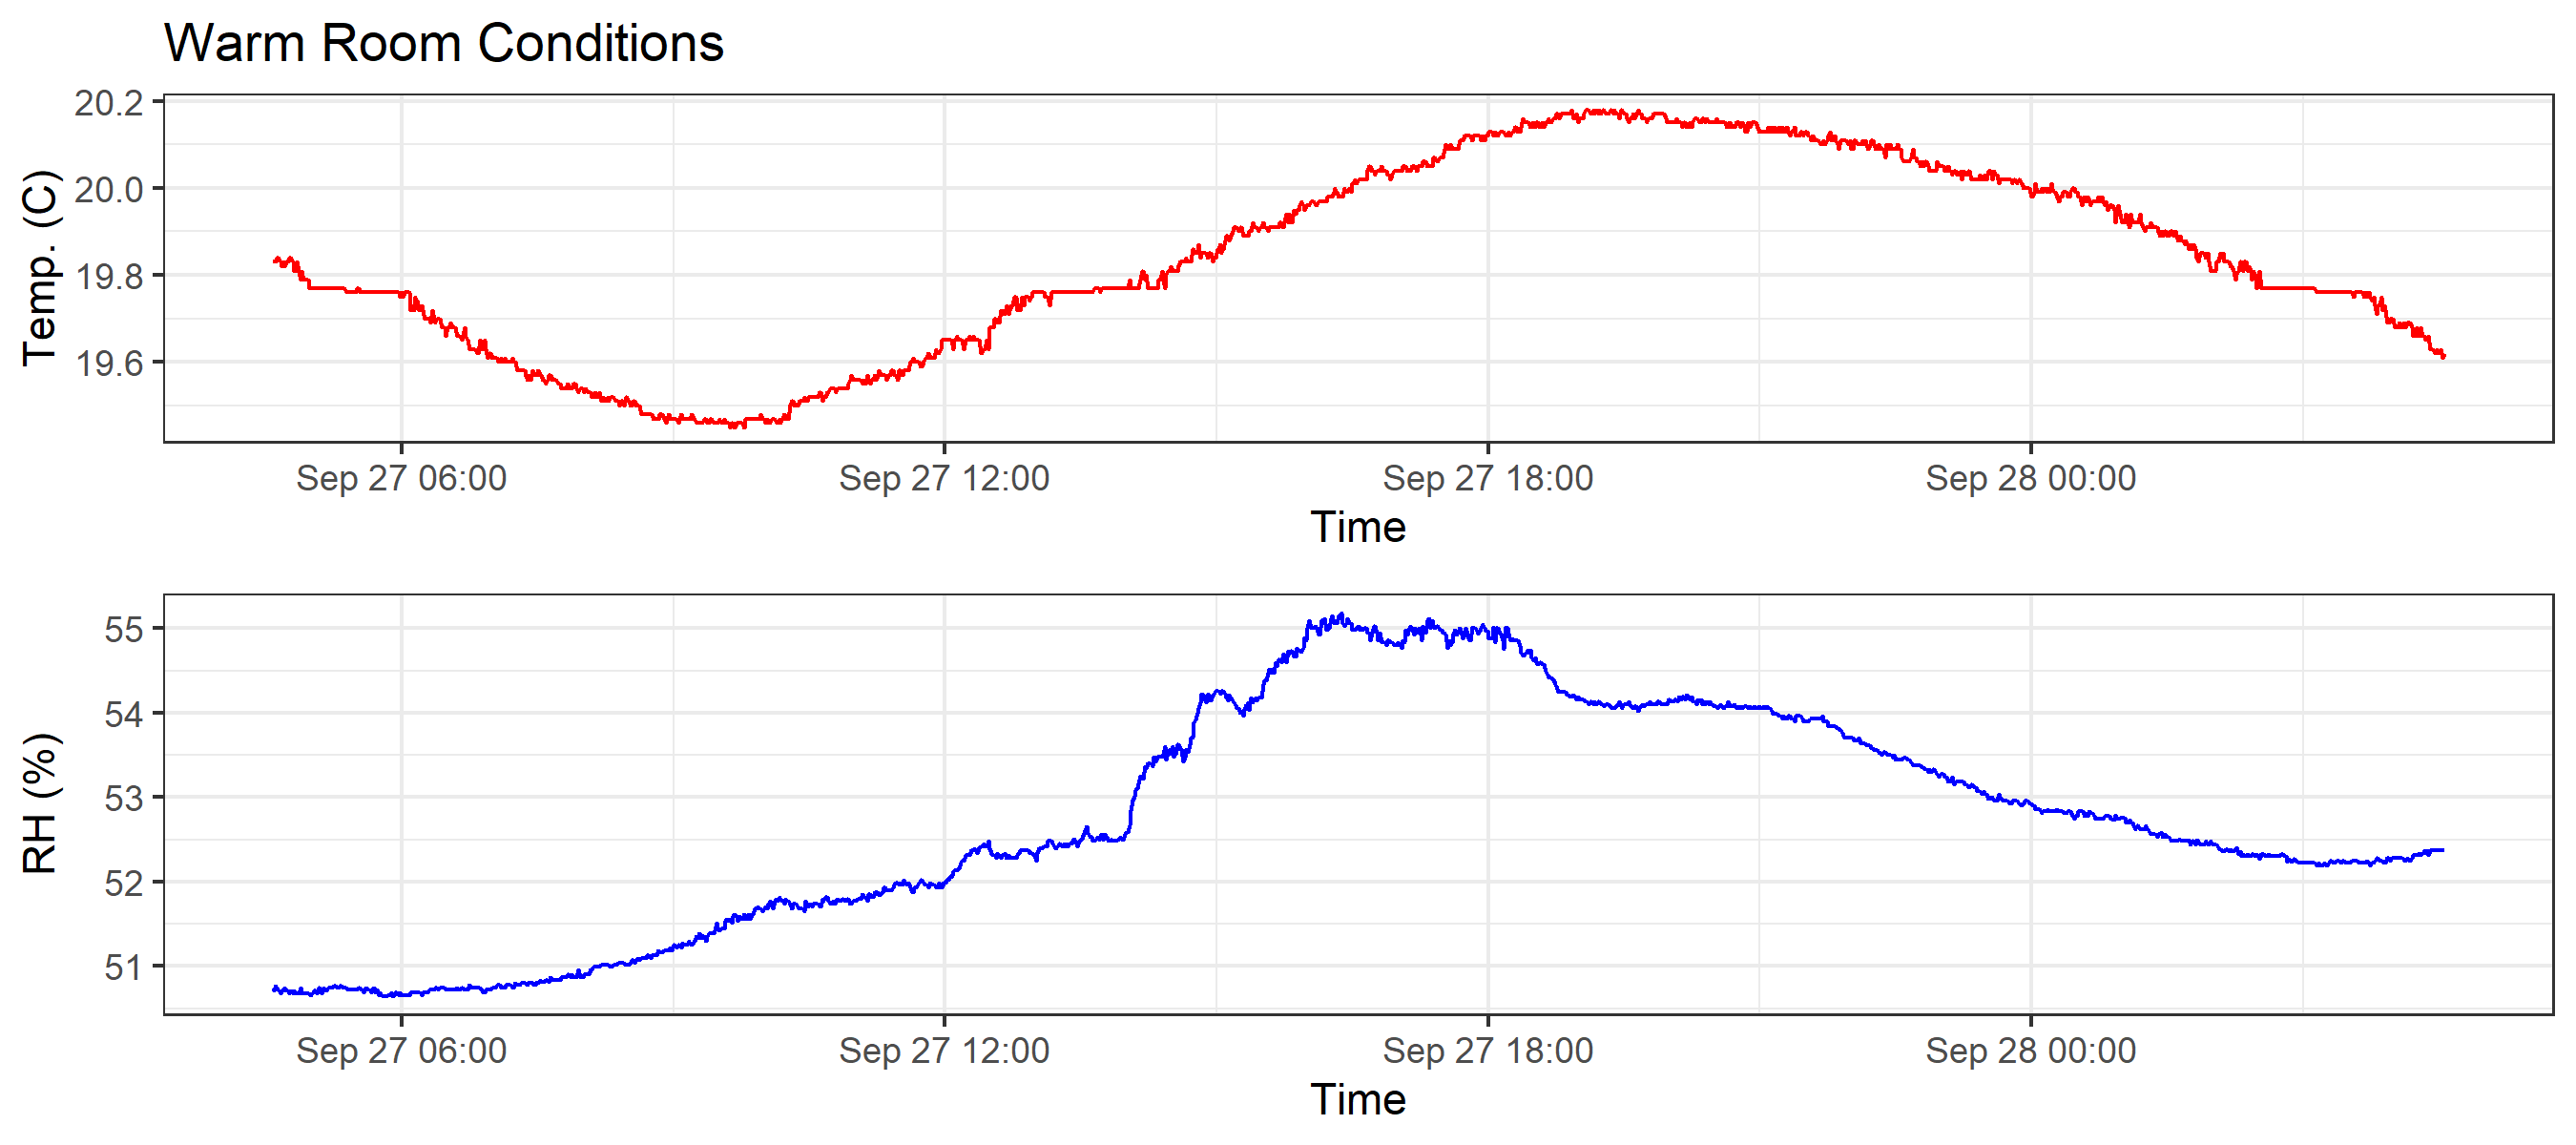 Warm Room Conditions
20.2
20.0
19.8
19.6
Temp. (C)
Sep 27 06:00 Sep 27 12:00 Sep 27 18:00 Sep 28 00:00
Time
55
54
53
52
51
RH (%)
Sep 27 06:00 Sep 27 12:00 Sep 27 18:00 Sep 28 00:00
Time